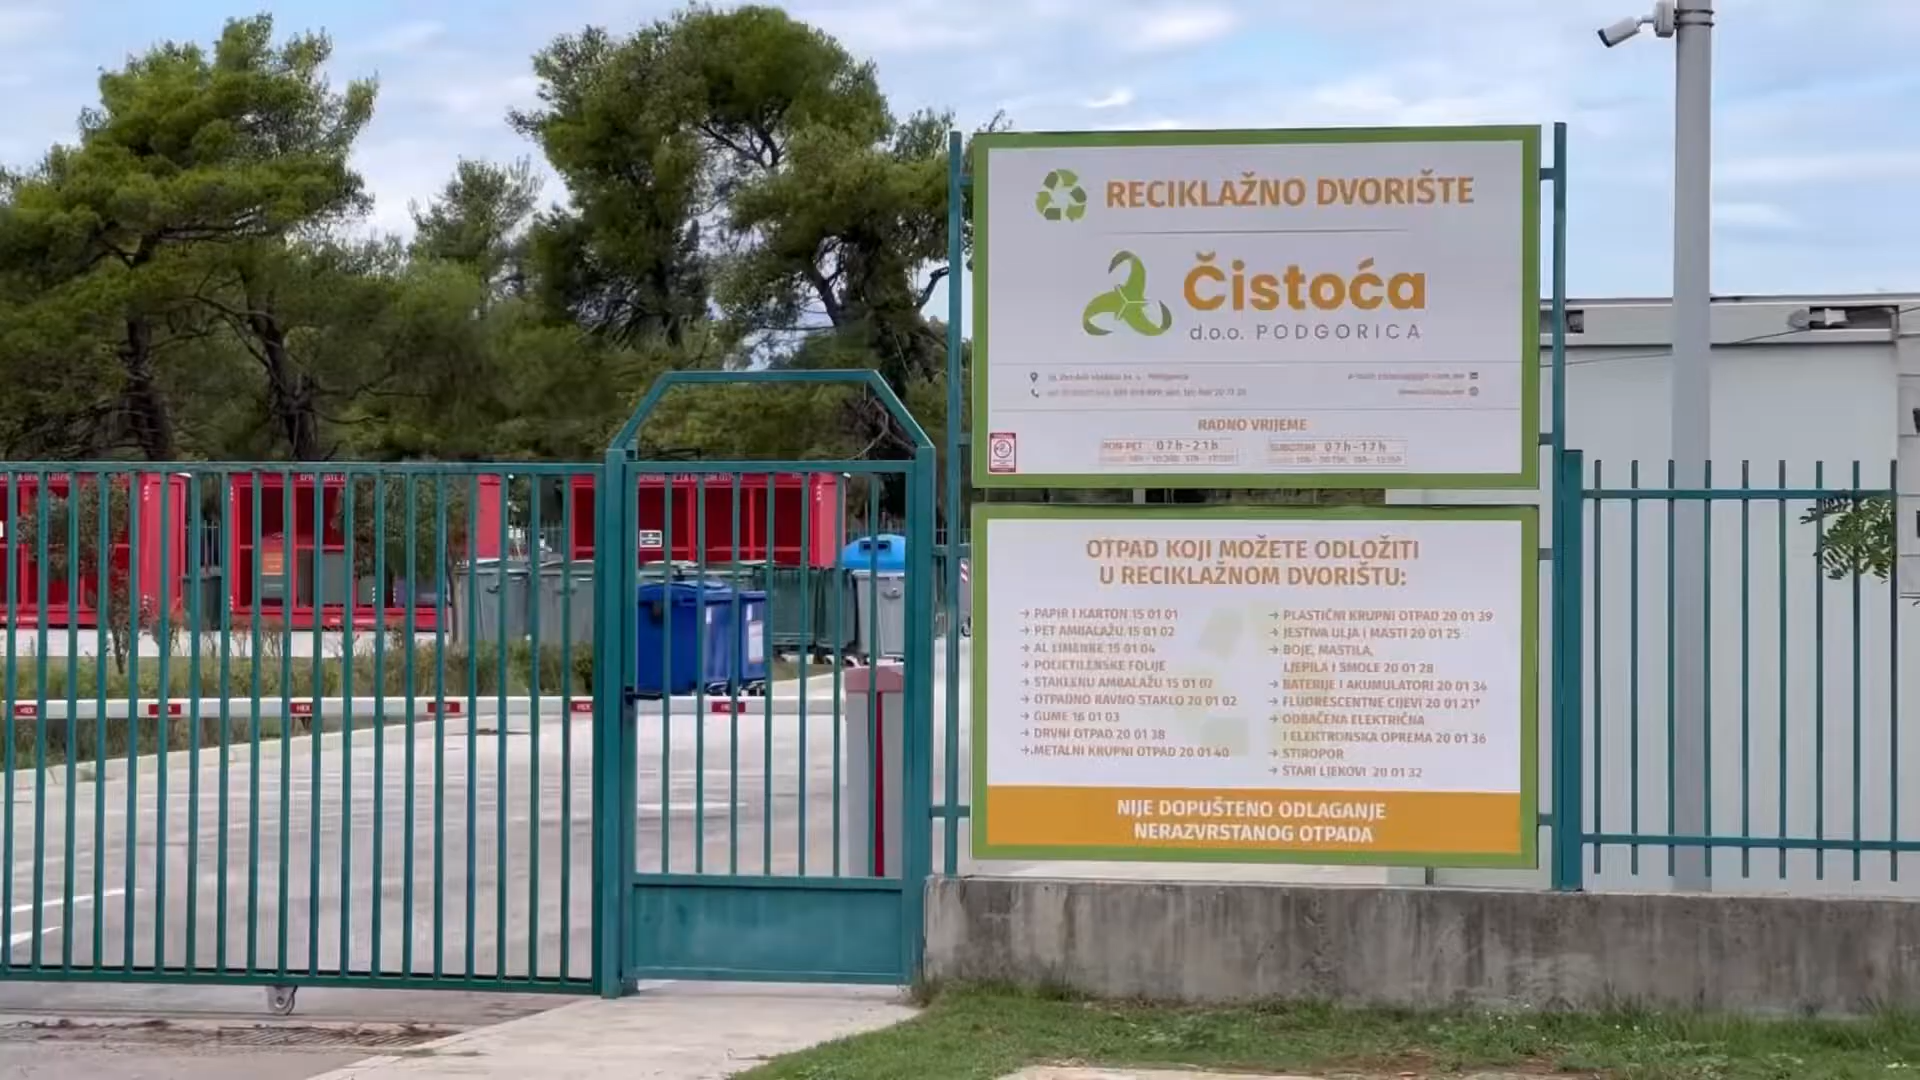 RECIKLAŽNO DVORIŠTE
Čistoća
d.o.o. PODGORICA
RADNO VRIJEME
PON-PET 07h-21h
SUBOTOM 07h-17h
OTPAD KOJI MOŽETE ODLOŽITI
U RECIKLAŽNOM DVORIŠTU:
→ PAPIR I KARTON 15 01 01
→ PET AMBALAŽU 15 01 02
→ AL LIMENKE 15 01 04
→ POLIETILENSKE FOLIJE
→ STAKLENU AMBALAŽU 15 01 07
→ OTPADNO RAVNO STAKLO 20 01 02
→ GUME 16 01 03
→ DRVNI OTPAD 20 01 38
→ METALNI KRUPNI OTPAD 20 01 40
→ PLASTIČNI KRUPNI OTPAD 20 01 39
→ JESTIVA ULJA I MASTI 20 01 25
→ BOJE, MASTILA,
LJEPILA I SMOLE 20 01 28
→ BATERIJE I AKUMULATORI 20 01 34
→ FLUORESCENTNE CIJEVI 20 01 21*
→ ODBAČENA ELEKTRIČNA
I ELEKTRONSKA OPREMA 20 01 36
→ STIROPOR
→ STARI LJEKOVI 20 01 32
NIJE DOPUŠTENO ODLAGANJE
NERAZVRSTANOG OTPADA